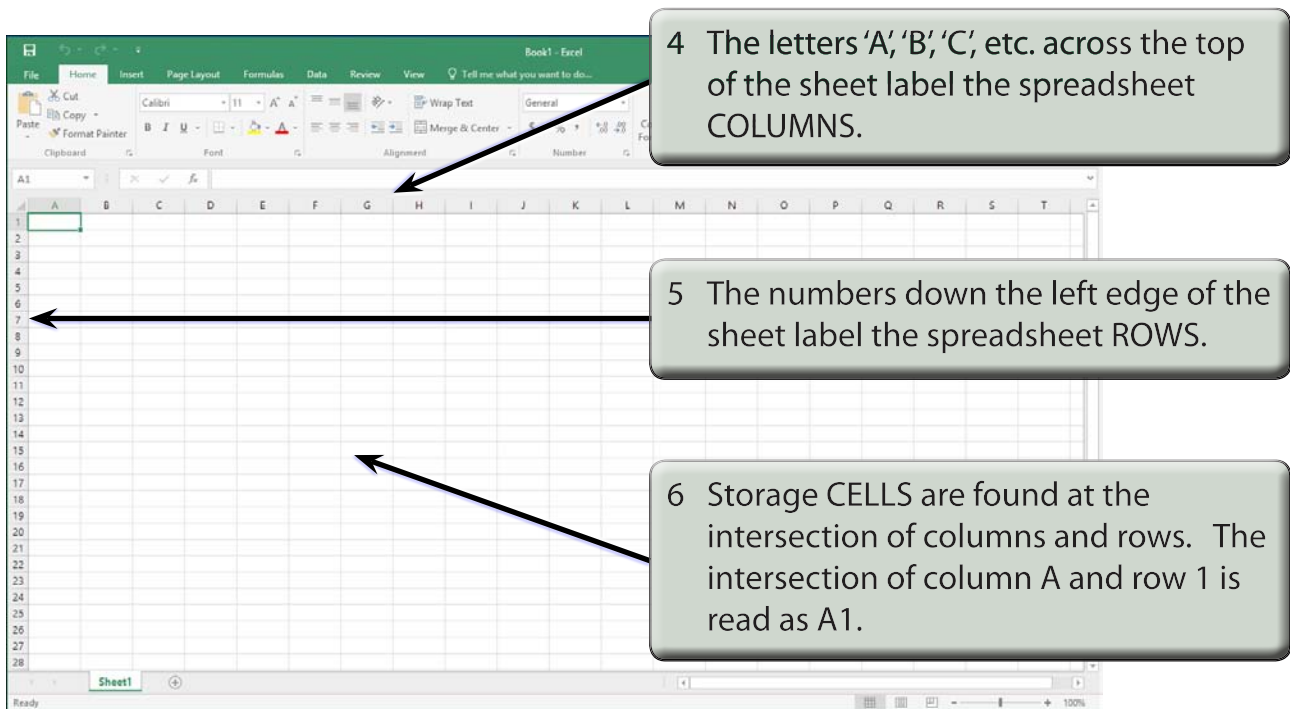 Book1 - Excel
File Home Insert Page Layout Formulas Data Review View Tell me what you want to do...
Cut
Copy
Paste
Format Painter
Calibri 11 A A
B I U A
Wrap Text
Merge & Center
General
$ % ,
Clipboard Font Alignment Number
A1 fx
A B C D E F G H I J K L M N O P Q R S T
1
2
3
4
5
6
7
8
9
10
11
12
13
14
15
16
17
18
19
20
21
22
23
24
25
26
27
28
Sheet1
Ready 100%
4 The letters ‘A’, ‘B’, ‘C’, etc. across the top
of the sheet label the spreadsheet
COLUMNS.
5 The numbers down the left edge of the
sheet label the spreadsheet ROWS.
6 Storage CELLS are found at the
intersection of columns and rows. The
intersection of column A and row 1 is
read as A1.